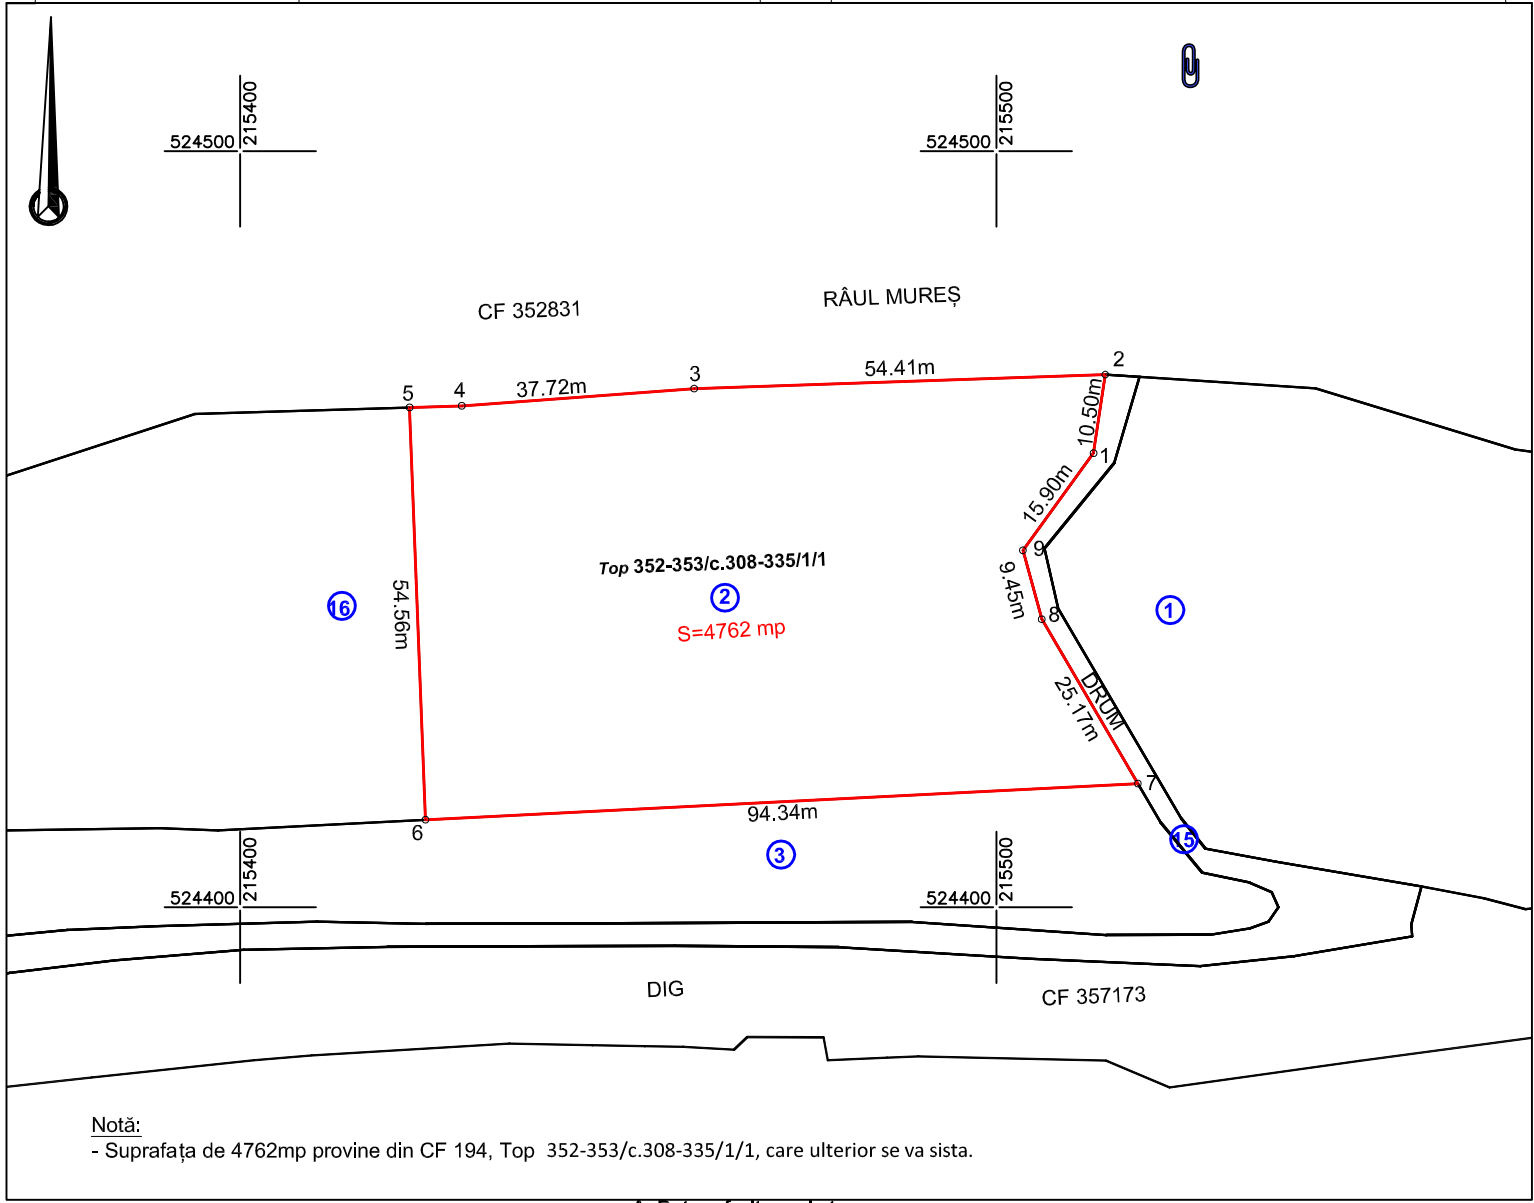 215400
524500
215500
524500
CF 352831
RÂUL MUREȘ
2
54.41m
3
37.72m
4
5
10.50m
1
15.90m
9
9.45m
8
Top 352-353/c.308-335/1/1
2
S=4762 mp
16
54.56m
1
DRUM
25.17m
7
94.34m
6
3
15
215400
524400
215500
524400
DIG
CF 357173
Notă:
- Suprafața de 4762mp provine din CF 194, Top 352-353/c.308-335/1/1, care ulterior se va sista.